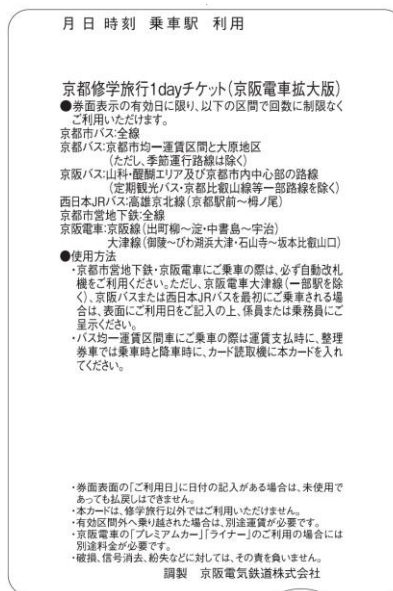 月 日 時刻 乗車駅 利用
京都修学旅行1dayチケット(京阪電車拡大版)
●券面表示の有効日に限り、以下の区間で回数に制限なく
ご利用いただけます。
京都市バス:全線
京都バス:京都市均一運賃区間と大原地区
(ただし、季節運行路線は除く)
京阪バス:山科・醍醐エリア及び京都市内中心部の路線
(定期観光バス・京都比叡山線等一部路線を除く)
西日本JRバス:高雄京北線(京都駅前〜栂ノ尾)
京都市営地下鉄:全線
京阪電車:京阪線(出町柳〜淀・中書島〜宇治)
大津線(御陵〜びわ湖浜大津・石山寺〜坂本比叡山口)
●使用方法
・京都市営地下鉄・京阪電車にご乗車の際は、必ず自動改札
機をご利用ください。ただし、京阪電車大津線(一部駅を除
く)、京阪バスまたは西日本JRバスを最初にご乗車される場
合は、表面にご利用日をご記入の上、係員または乗務員にご
呈示ください。
・バス均一運賃区間車にご乗車の際は運賃支払時に、整理
券車では乗車時と降車時に、カード読取機に本カードを入れ
てください。
・券面表面の「ご利用日」に日付の記入がある場合は、未使用で
あっても払戻しはできません。
・本カードは、修学旅行以外ではご利用いただけません。
・有効区間外へ乗り越された場合は、別途運賃が必要です。
・京阪電車の「プレミアムカー」「ライナー」のご利用の場合には
別途料金が必要です。
・破損、信号消去、紛失などに対しては、その責を負いません。
調製 京阪電気鉄道株式会社